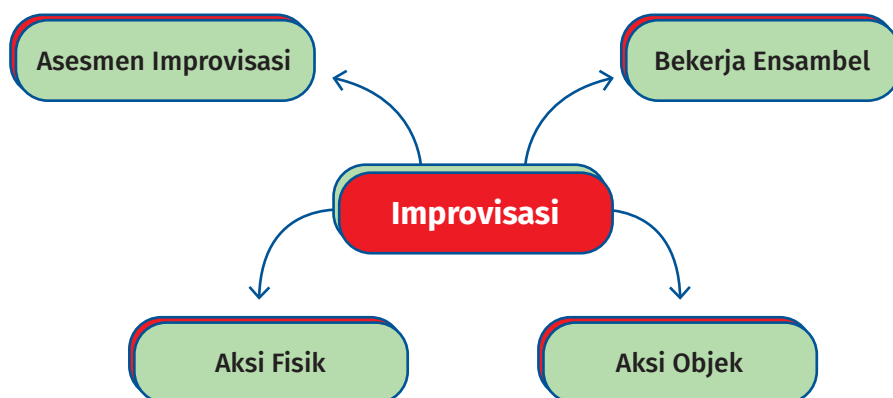 Asesmen Improvisasi
Bekerja Ensambel
Improvisasi
Aksi Fisik
Aksi Objek